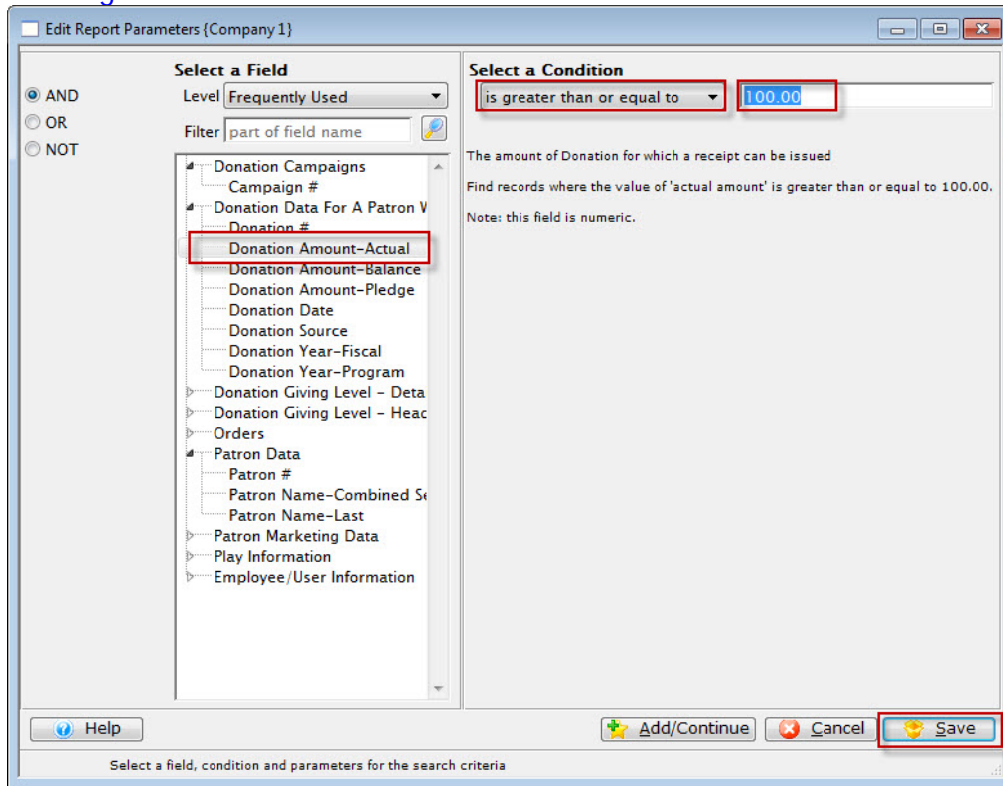 Edit Report Parameters {Company 1}
AND
OR
NOT
Select a Field
Level Frequently Used
Filter part of field name
Donation Campaigns
Campaign #
Donation Data For A Patron
Donation #
Donation Amount-Actual
Donation Amount-Balance
Donation Amount-Pledge
Donation Date
Donation Source
Donation Year-Fiscal
Donation Year-Program
Donation Giving Level - Deta
Donation Giving Level - Head
Orders
Patron Data
Patron #
Patron Name-Combined Se
Patron Name-Last
Patron Marketing Data
Play Information
Employee/User Information
Select a Condition
is greater than or equal to 100.00
The amount of Donation for which a receipt can be issued
Find records where the value of 'actual amount' is greater than or equal to 100.00.
Note: this field is numeric.
Help
Add/Continue
Cancel
Save
Select a field, condition and parameters for the search criteria